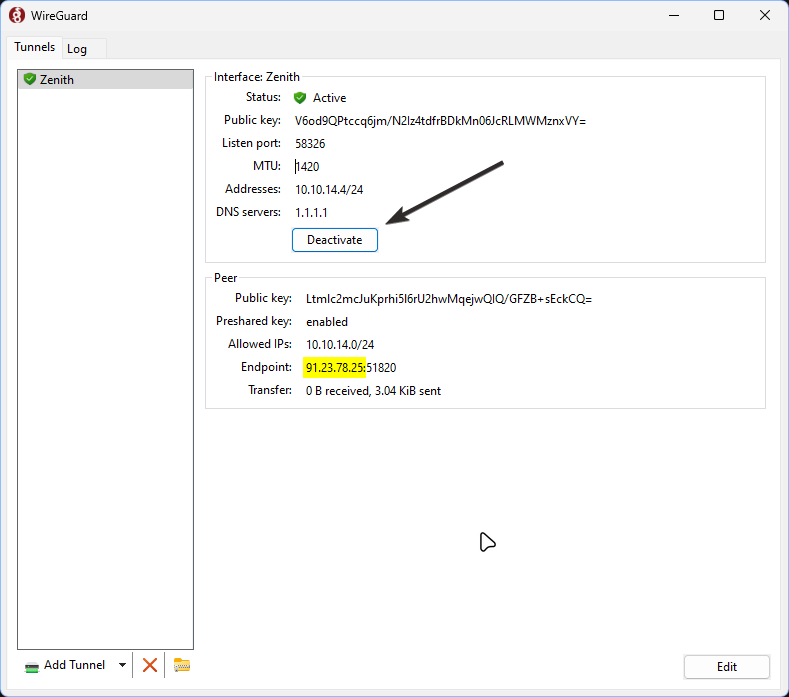 WireGuard
Tunnels Log
Zenith
Interface: Zenith
Status: Active
Public key: V6od9QPtccq6jm/N2lz4tdfrBDkMn06JcRLMWMznxVY=
Listen port: 58326
MTU: 1420
Addresses: 10.10.14.4/24
DNS servers: 1.1.1.1
Deactivate
Peer
Public key: Ltmlc2mcJuKprhi5l6rU2hwMqejwQlQ/GFZB+sEckCQ=
Preshared key: enabled
Allowed IPs: 10.10.14.0/24
Endpoint: 91.23.78.25:51820
Transfer: 0 B received, 3.04 KiB sent
Add Tunnel
Edit